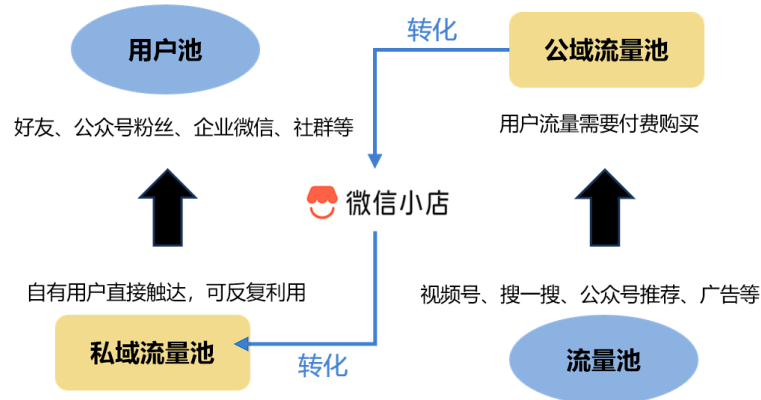 用户池
转化
公域流量池
好友、公众号粉丝、企业微信、社群等
用户流量需要付费购买
微信小店
自有用户直接触达，可反复利用
视频号、搜一搜、公众号推荐、广告等
私域流量池
转化
流量池